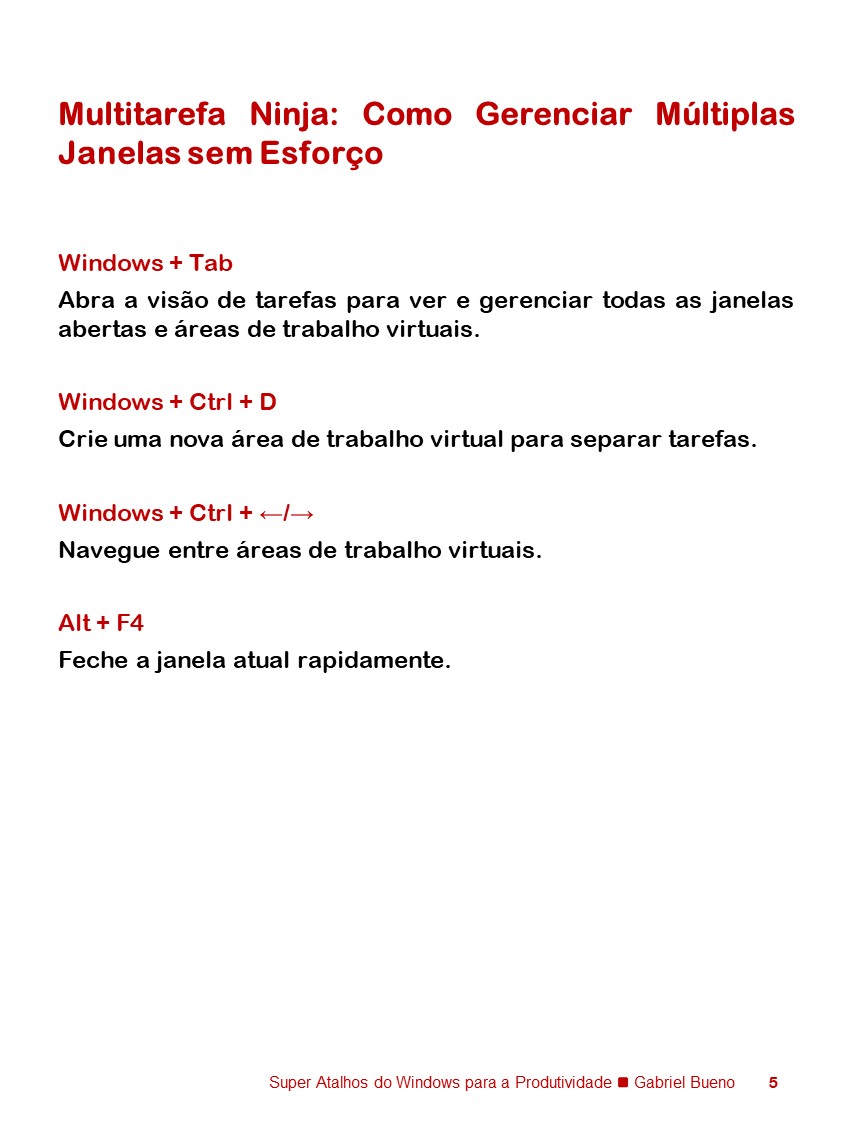 Multitarefa Ninja: Como Gerenciar Múltiplas
Janelas sem Esforço
Windows + Tab
Abra a visão de tarefas para ver e gerenciar todas as janelas
abertas e áreas de trabalho virtuais.
Windows + Ctrl + D
Crie uma nova área de trabalho virtual para separar tarefas.
Windows + Ctrl + ←/→
Navegue entre áreas de trabalho virtuais.
Alt + F4
Feche a janela atual rapidamente.
Super Atalhos do Windows para a Produtividade ■ Gabriel Bueno 5